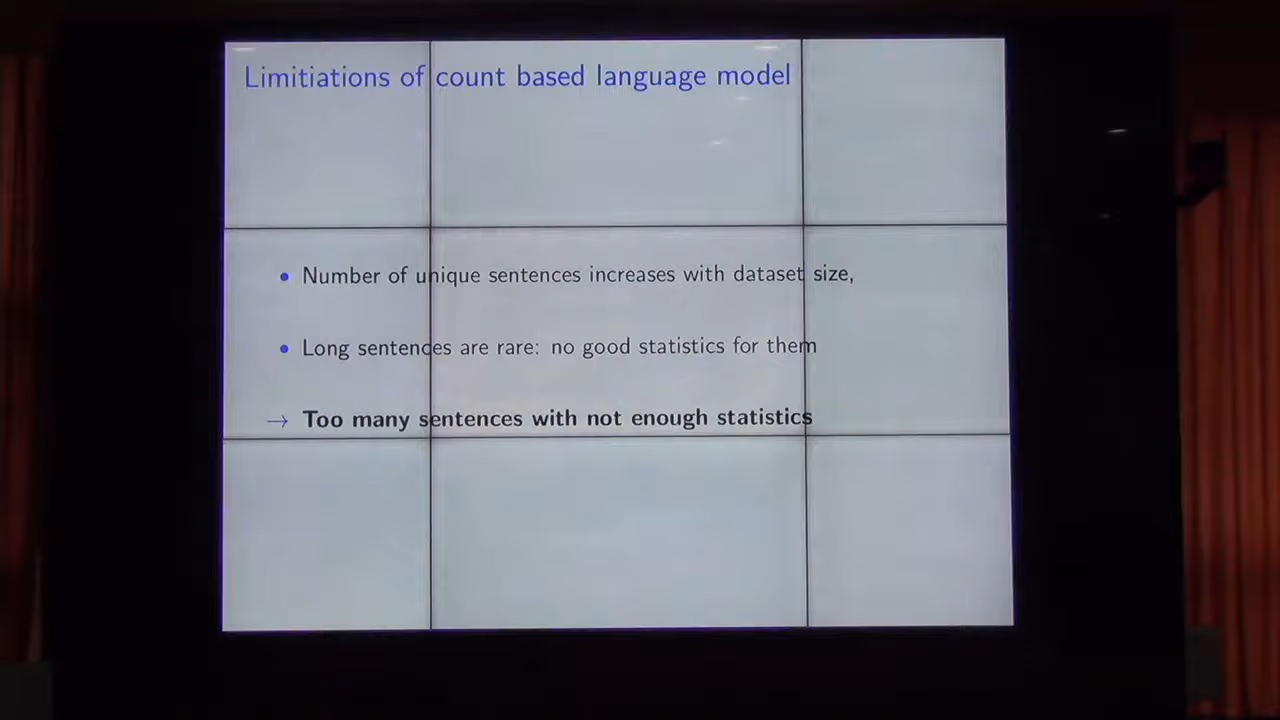 Limitiations of count based language model
• Number of unique sentences increases with dataset size,
• Long sentences are rare: no good statistics for them
→ Too many sentences with not enough statistics